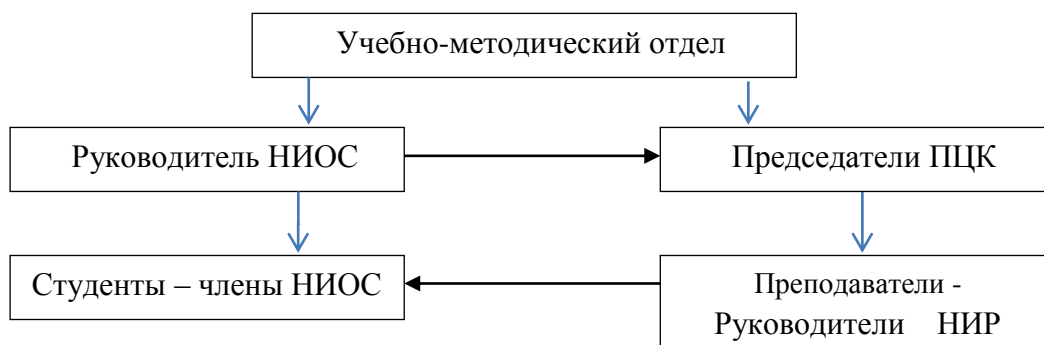 Учебно-методический отдел
Руководитель НИОС
Председатели ПЦК
Студенты – члены НИОС
Преподаватели -
Руководители НИР